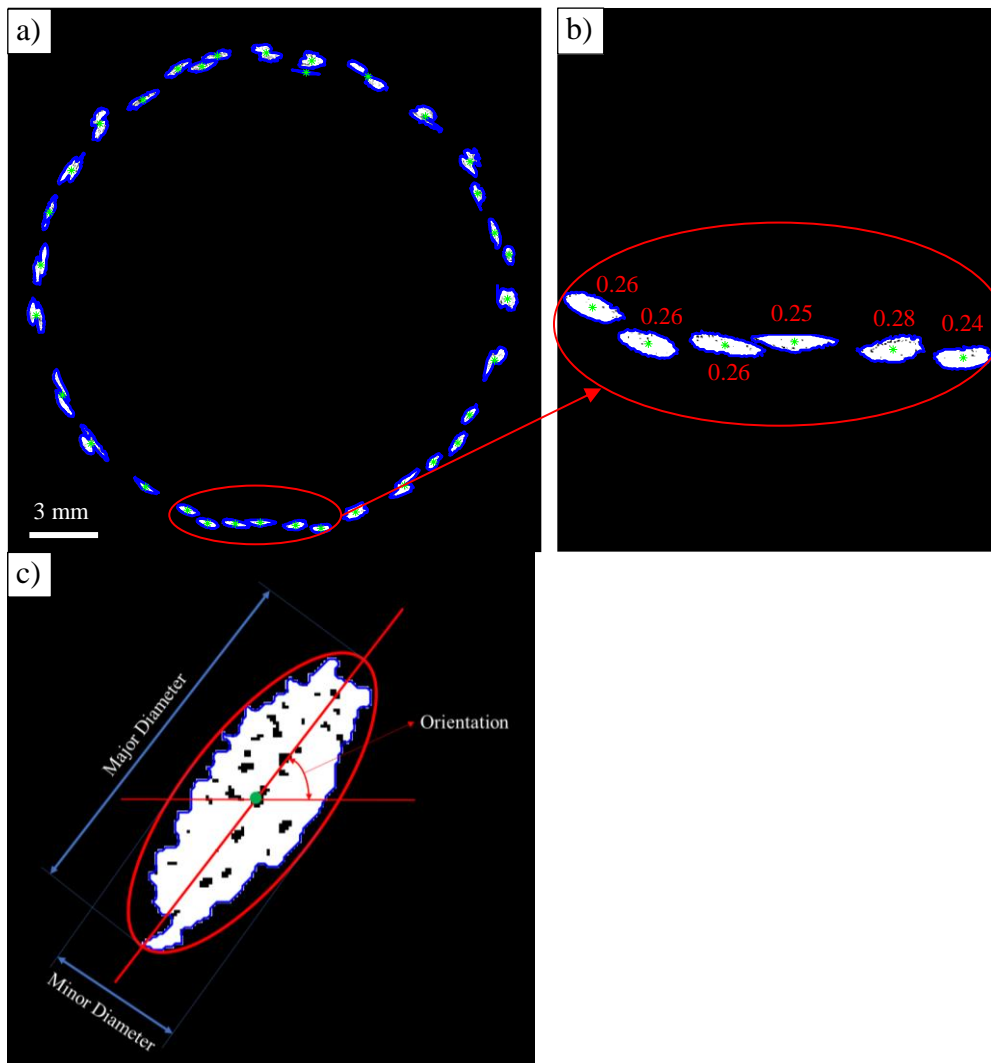 a)
3 mm
b)
0.26
0.26
0.26
0.25
0.28
0.24
c)
Major Diameter
Orientation
Minor Diameter